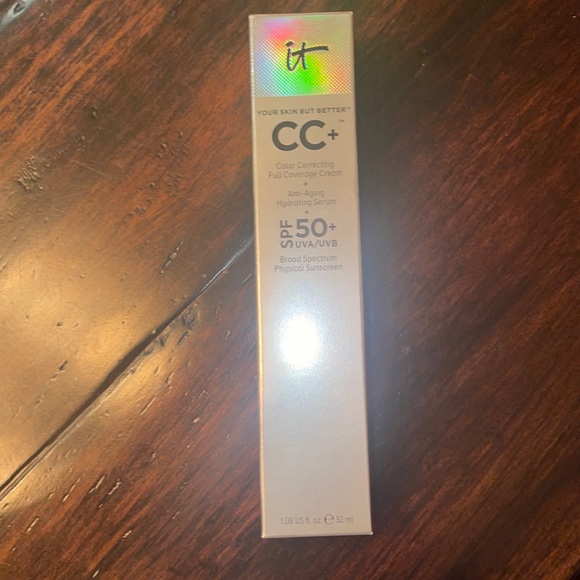 it
YOUR SKIN BUT BETTER™
CC+™
Color Correcting
Full Coverage Cream
+
Anti-Aging
Hydrating Serum
+
SPF 50+
UVA/UVB
Broad Spectrum
Physical Sunscreen
1.08 US fl. oz. ℮ 32 mL